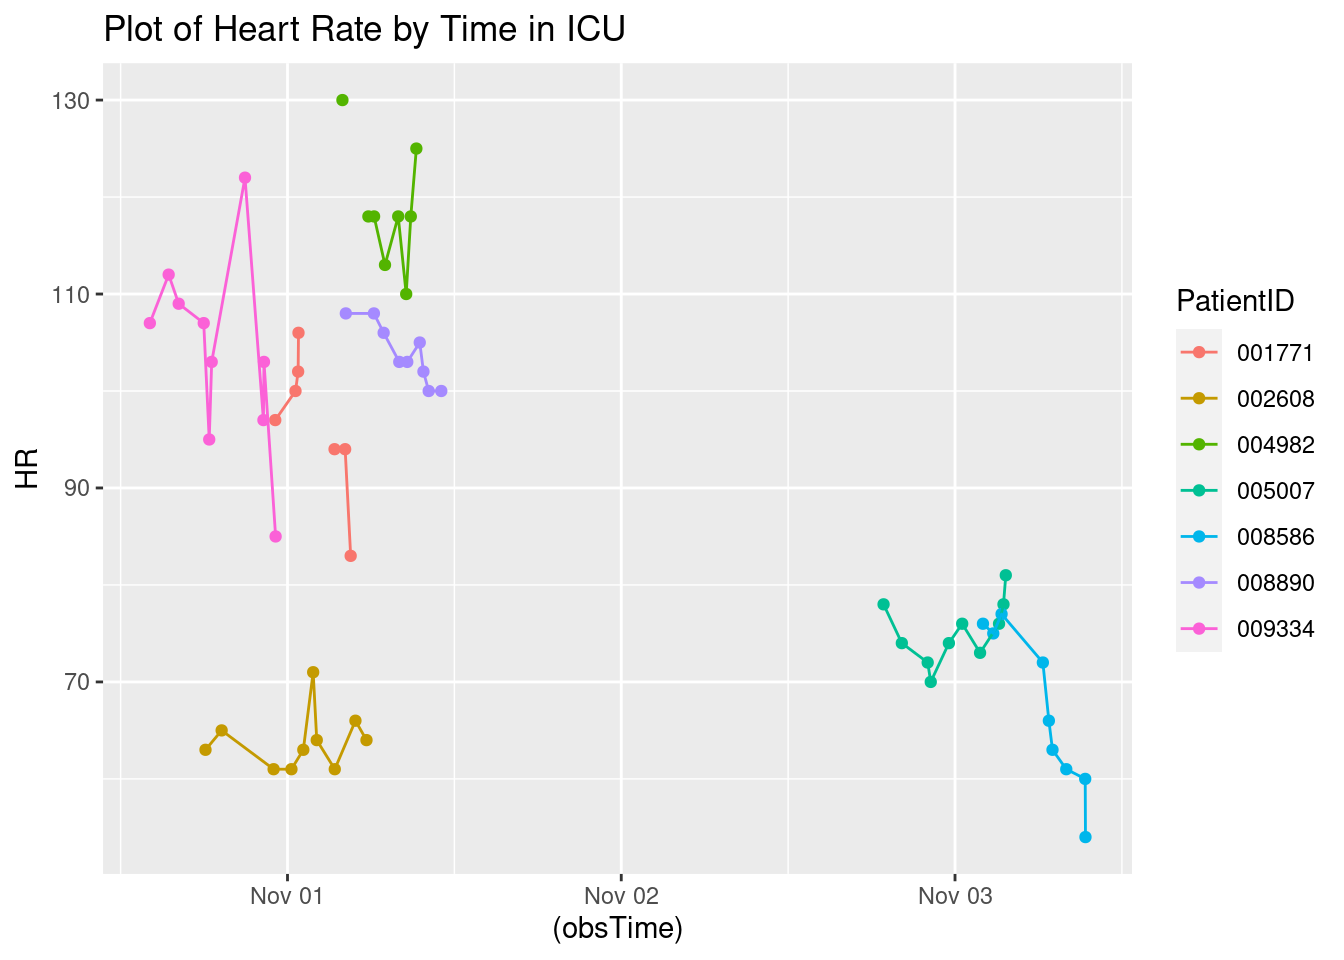 Plot of Heart Rate by Time in ICU
130
110
90
70
HR
Nov 01
Nov 02
Nov 03
(obsTime)
PatientID
001771
002608
004982
005007
008586
008890
009334